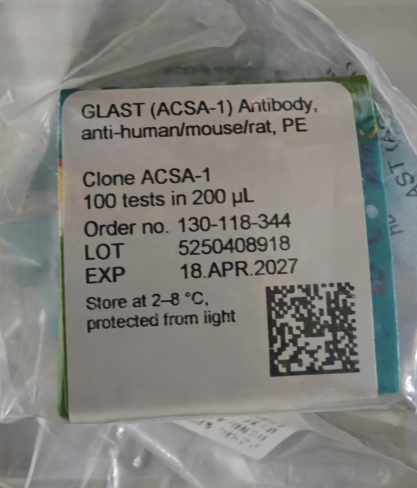 GLAST (ACSA-1) Antibody,
anti-human/mouse/rat, PE
Clone ACSA-1
100 tests in 200 µL
Order no. 130-118-344
LOT 5250408918
EXP 18.APR.2027
Store at 2–8 °C,
protected from light